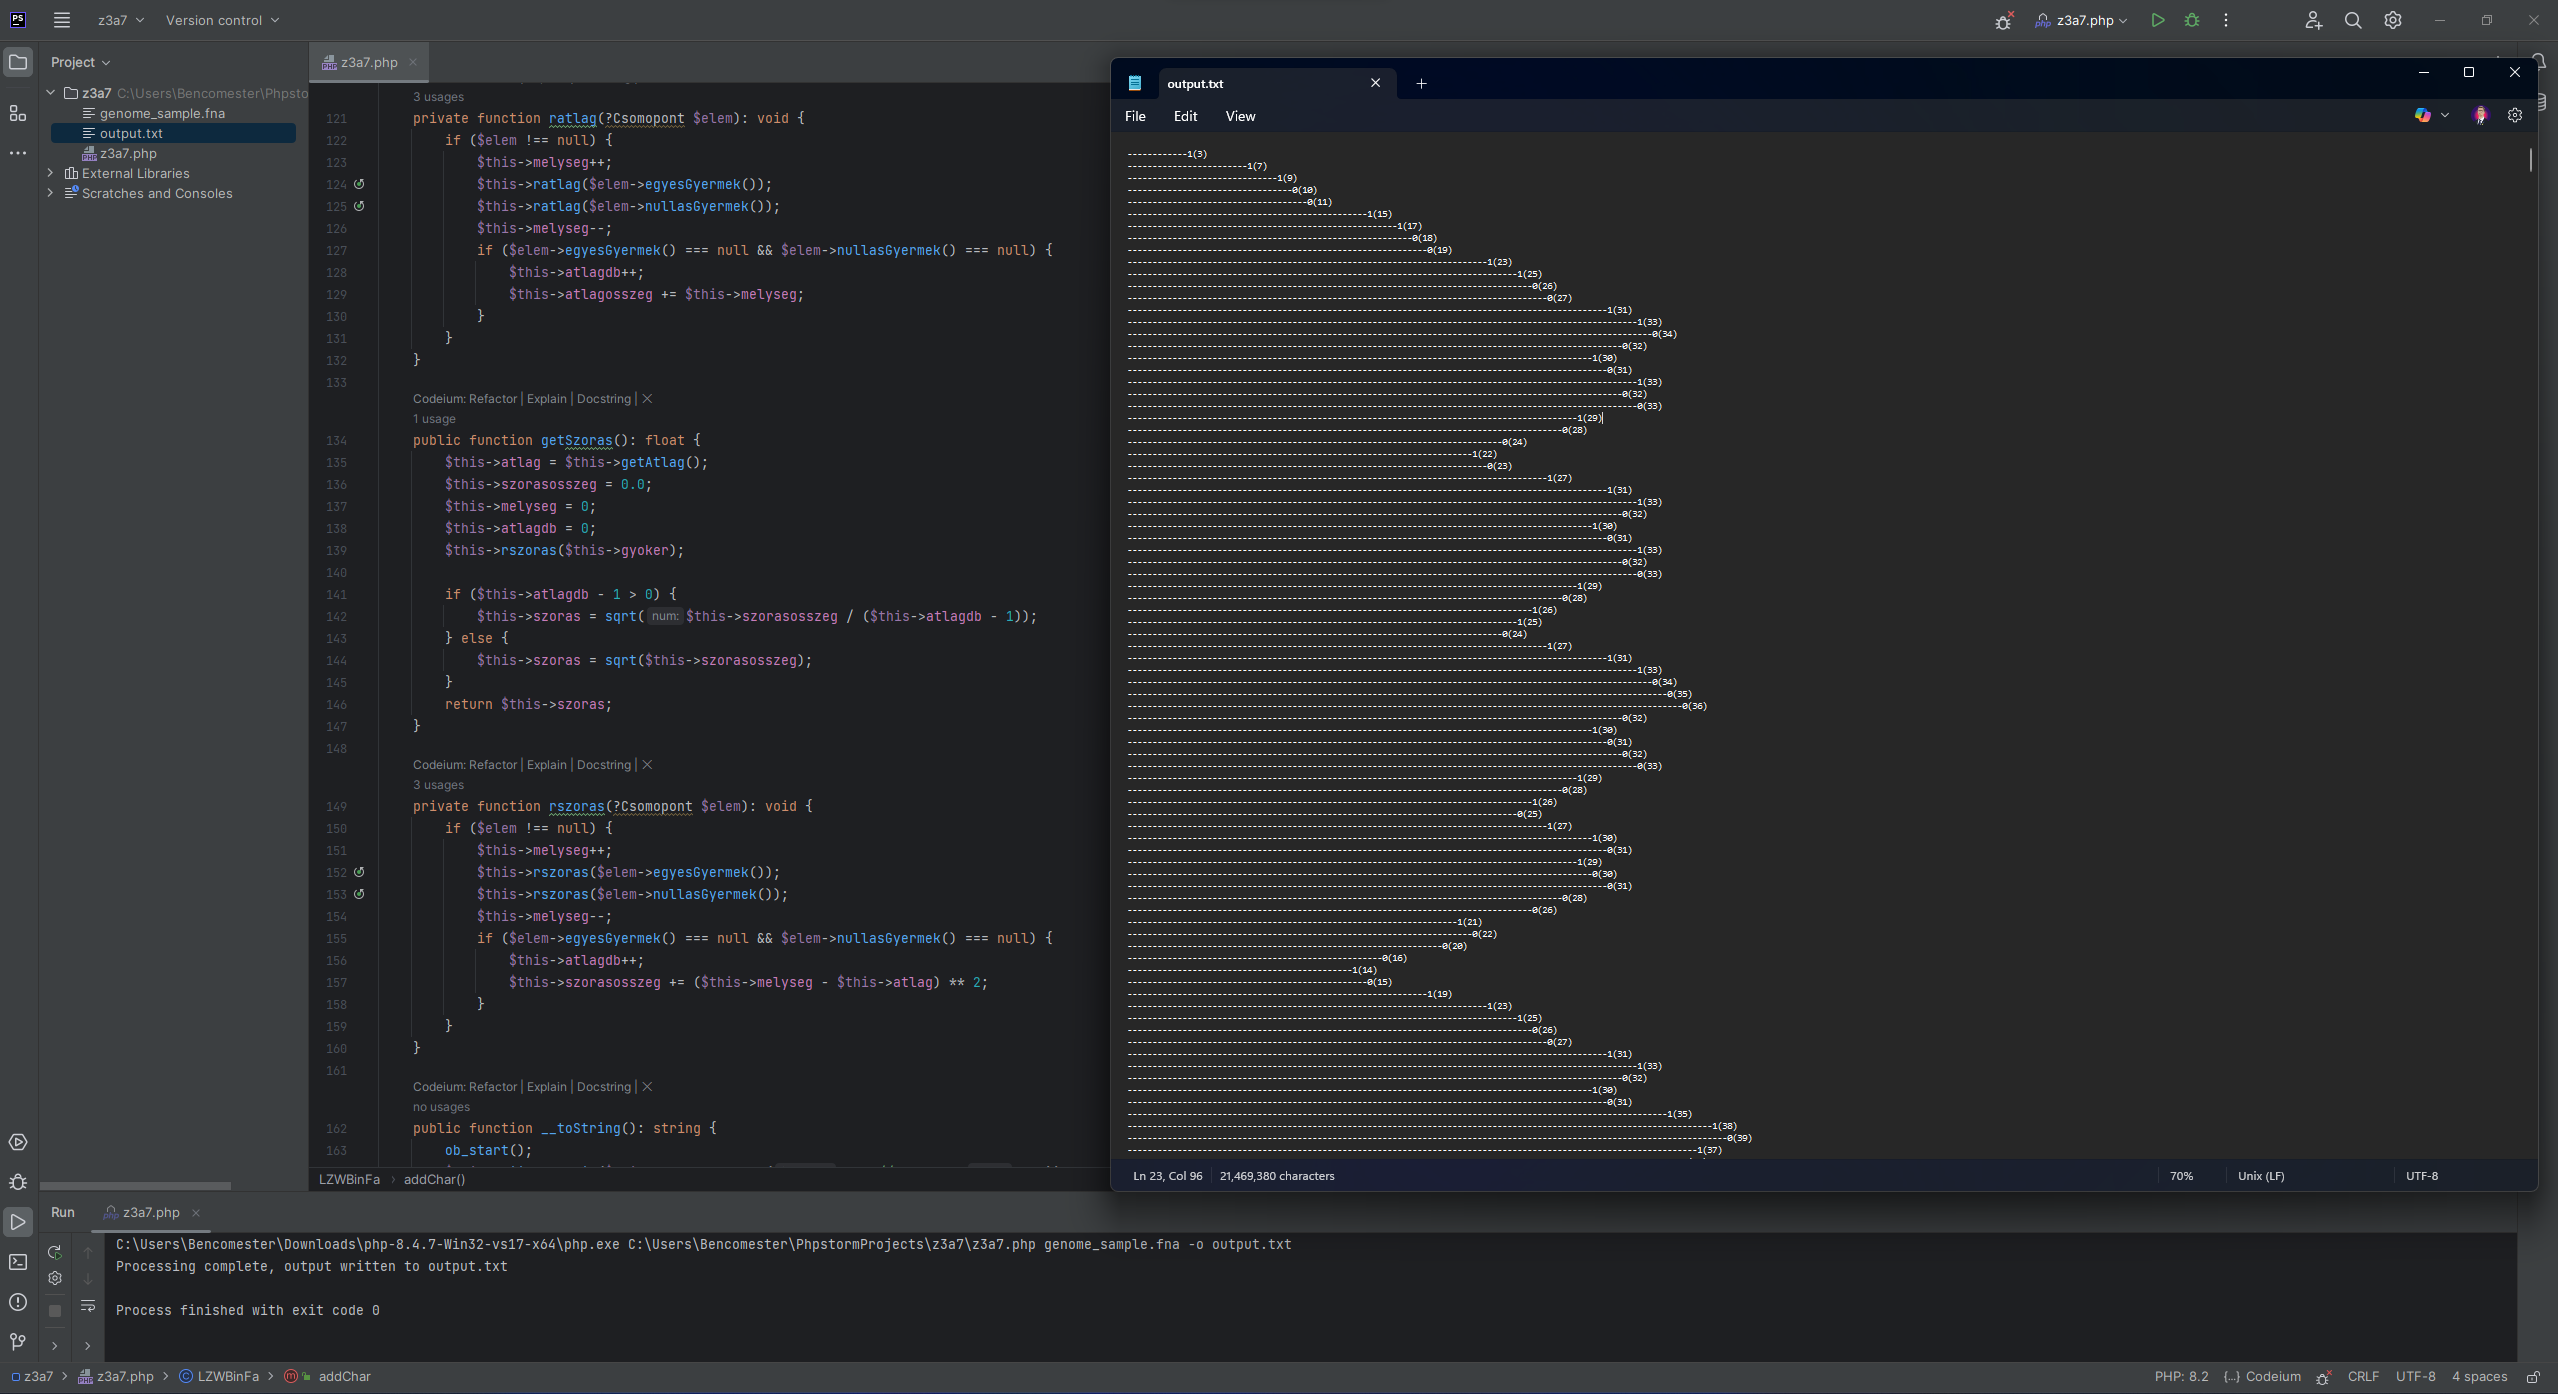 PS z3a7 Version control z3a7.php
Project
z3a7 C:\Users\Bencomester\Phpsto
genome_sample.fna
output.txt
z3a7.php
External Libraries
Scratches and Consoles
z3a7.php
3 usages
121 private function ratlag(?Csomopont $elem): void {
122 if ($elem !== null) {
123 $this->melyseg++;
124 $this->ratlag($elem->egyesGyermek());
125 $this->ratlag($elem->nullasGyermek());
126 $this->melyseg--;
127 if ($elem->egyesGyermek() === null && $elem->nullasGyermek() === null) {
128 $this->atlagdb++;
129 $this->atlagosszeg += $this->melyseg;
130 }
131 }
132 }
133
Codeium: Refactor | Explain | Docstring | ✕
1 usage
134 public function getSzoras(): float {
135 $this->atlag = $this->getAtlag();
136 $this->szorasosszeg = 0.0;
137 $this->melyseg = 0;
138 $this->atlagdb = 0;
139 $this->rszoras($this->gyoker);
140
141 if ($this->atlagdb - 1 > 0) {
142 $this->szoras = sqrt( num: $this->szorasosszeg / ($this->atlagdb - 1));
143 } else {
144 $this->szoras = sqrt($this->szorasosszeg);
145 }
146 return $this->szoras;
147 }
148
Codeium: Refactor | Explain | Docstring | ✕
3 usages
149 private function rszoras(?Csomopont $elem): void {
150 if ($elem !== null) {
151 $this->melyseg++;
152 $this->rszoras($elem->egyesGyermek());
153 $this->rszoras($elem->nullasGyermek());
154 $this->melyseg--;
155 if ($elem->egyesGyermek() === null && $elem->nullasGyermek() === null) {
156 $this->atlagdb++;
157 $this->szorasosszeg += ($this->melyseg - $this->atlag) ** 2;
158 }
159 }
160 }
161
Codeium: Refactor | Explain | Docstring | ✕
no usages
162 public function __toString(): string {
163 ob_start();
LZWBinFa › addChar()
output.txt
File Edit View
------------1(3)
------------------------1(7)
------------------------------1(9)
---------------------------------0(10)
------------------------------------0(11)
------------------------------------------------1(15)
------------------------------------------------------1(17)
---------------------------------------------------------0(18)
------------------------------------------------------------0(19)
------------------------------------------------------------------------1(23)
------------------------------------------------------------------------------1(25)
---------------------------------------------------------------------------------0(26)
------------------------------------------------------------------------------------0(27)
------------------------------------------------------------------------------------------------1(31)
------------------------------------------------------------------------------------------------------1(33)
---------------------------------------------------------------------------------------------------------0(34)
---------------------------------------------------------------------------------------------------0(32)
---------------------------------------------------------------------------------------------1(30)
------------------------------------------------------------------------------------------------0(31)
------------------------------------------------------------------------------------------------------1(33)
---------------------------------------------------------------------------------------------------0(32)
------------------------------------------------------------------------------------------------------0(33)
------------------------------------------------------------------------------------------1(29)
---------------------------------------------------------------------------------------0(28)
---------------------------------------------------------------------------0(24)
---------------------------------------------------------------------1(22)
------------------------------------------------------------------------0(23)
------------------------------------------------------------------------------------1(27)
------------------------------------------------------------------------------------------------1(31)
------------------------------------------------------------------------------------------------------1(33)
---------------------------------------------------------------------------------------------------0(32)
---------------------------------------------------------------------------------------------1(30)
------------------------------------------------------------------------------------------------0(31)
------------------------------------------------------------------------------------------------------1(33)
---------------------------------------------------------------------------------------------------0(32)
------------------------------------------------------------------------------------------------------0(33)
------------------------------------------------------------------------------------------1(29)
---------------------------------------------------------------------------------------0(28)
---------------------------------------------------------------------------------1(26)
------------------------------------------------------------------------------1(25)
---------------------------------------------------------------------------0(24)
------------------------------------------------------------------------------------1(27)
------------------------------------------------------------------------------------------------1(31)
------------------------------------------------------------------------------------------------------1(33)
---------------------------------------------------------------------------------------------------------0(34)
------------------------------------------------------------------------------------------------------------0(35)
---------------------------------------------------------------------------------------------------------------0(36)
---------------------------------------------------------------------------------------------------0(32)
---------------------------------------------------------------------------------------------1(30)
------------------------------------------------------------------------------------------------0(31)
---------------------------------------------------------------------------------------------------0(32)
------------------------------------------------------------------------------------------------------0(33)
------------------------------------------------------------------------------------------1(29)
---------------------------------------------------------------------------------------0(28)
---------------------------------------------------------------------------------1(26)
------------------------------------------------------------------------------0(25)
------------------------------------------------------------------------------------1(27)
---------------------------------------------------------------------------------------------1(30)
------------------------------------------------------------------------------------------------0(31)
------------------------------------------------------------------------------------------1(29)
---------------------------------------------------------------------------------------------0(30)
------------------------------------------------------------------------------------------------0(31)
---------------------------------------------------------------------------------------0(28)
---------------------------------------------------------------------------------0(26)
------------------------------------------------------------------1(21)
---------------------------------------------------------------------0(22)
---------------------------------------------------------------0(20)
---------------------------------------------------0(16)
---------------------------------------------1(14)
------------------------------------------------0(15)
------------------------------------------------------------1(19)
------------------------------------------------------------------------1(23)
------------------------------------------------------------------------------1(25)
---------------------------------------------------------------------------------0(26)
------------------------------------------------------------------------------------0(27)
------------------------------------------------------------------------------------------------1(31)
------------------------------------------------------------------------------------------------------1(33)
---------------------------------------------------------------------------------------------------0(32)
---------------------------------------------------------------------------------------------1(30)
------------------------------------------------------------------------------------------------0(31)
------------------------------------------------------------------------------------------------------------1(35)
---------------------------------------------------------------------------------------------------------------------1(38)
------------------------------------------------------------------------------------------------------------------------0(39)
------------------------------------------------------------------------------------------------------------------1(37)
Ln 23, Col 96 21,469,380 characters 70% Unix (LF) UTF-8
Run z3a7.php
C:\Users\Bencomester\Downloads\php-8.4.7-Win32-vs17-x64\php.exe C:\Users\Bencomester\PhpstormProjects\z3a7\z3a7.php genome_sample.fna -o output.txt
Processing complete, output written to output.txt
Process finished with exit code 0
z3a7 › z3a7.php › LZWBinFa › addChar PHP: 8.2 {...} Codeium CRLF UTF-8 4 spaces